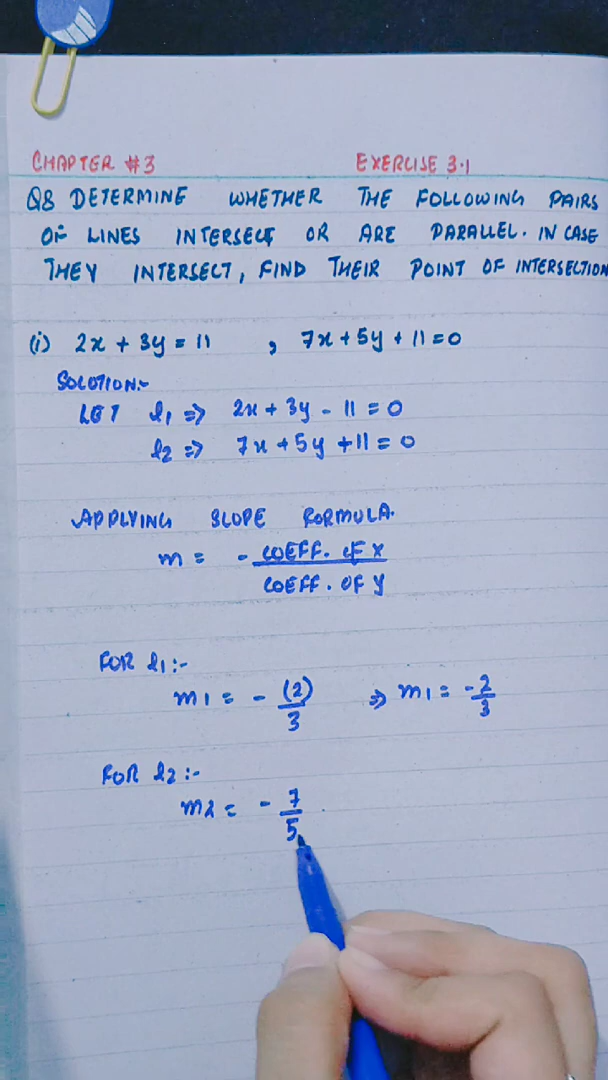 CHAPTER #3 EXERCISE 3.1
Q8 DETERMINE WHETHER THE FOLLOWING PAIRS
OF LINES INTERSECT OR ARE PARALLEL. IN CASE
THEY INTERSECT, FIND THEIR POINT OF INTERSECTION
(i) 2x + 3y = 11 , 7x + 5y + 11 = 0
SOLUTION:-
LET l1 => 2x + 3y - 11 = 0
l2 => 7x + 5y + 11 = 0
APPLYING SLOPE FORMULA.
m = - COEFF. OF X
COEFF. OF Y
FOR l1:-
m1 = - (2)/3 => m1 = -2/3
FOR l2:-
m2 = - 7/5